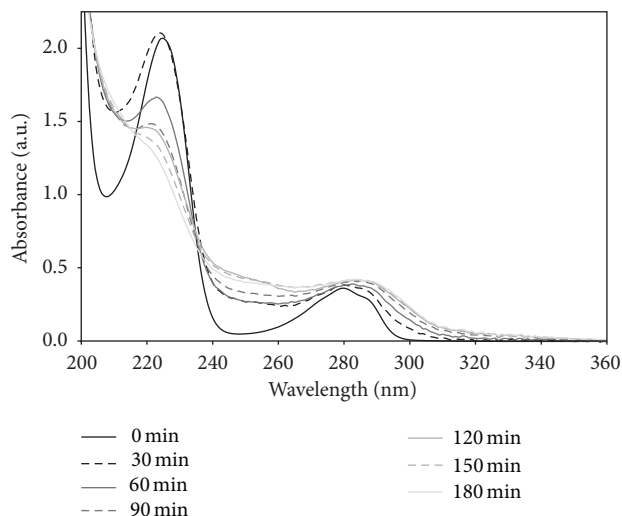 2.0
1.5
1.0
0.5
0.0
Absorbance (a.u.)
200 220 240 260 280 300 320 340 360
Wavelength (nm)
0 min
30 min
60 min
90 min
120 min
150 min
180 min